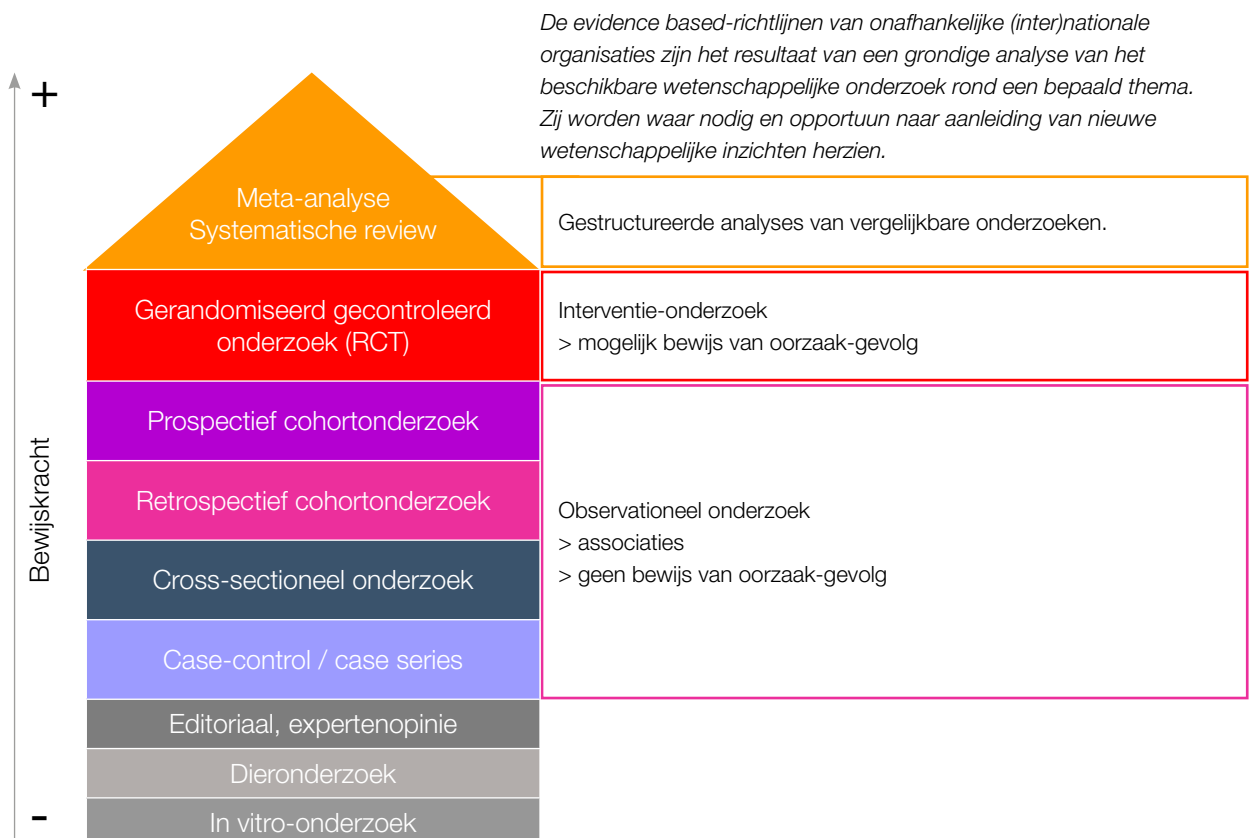 De evidence based-richtlijnen van onafhankelijke (inter)nationale
organisaties zijn het resultaat van een grondige analyse van het
beschikbare wetenschappelijke onderzoek rond een bepaald thema.
Zij worden waar nodig en opportuun naar aanleiding van nieuwe
wetenschappelijke inzichten herzien.
+
Meta-analyse
Systematische review
Gestructureerde analyses van vergelijkbare onderzoeken.
Gerandomiseerd gecontroleerd
onderzoek (RCT)
Interventie-onderzoek
> mogelijk bewijs van oorzaak-gevolg
Prospectief cohortonderzoek
Retrospectief cohortonderzoek
Cross-sectioneel onderzoek
Case-control / case series
Observationeel onderzoek
> associaties
> geen bewijs van oorzaak-gevolg
Editoriaal, expertenopinie
Dieronderzoek
In vitro-onderzoek
Bewijskracht
-